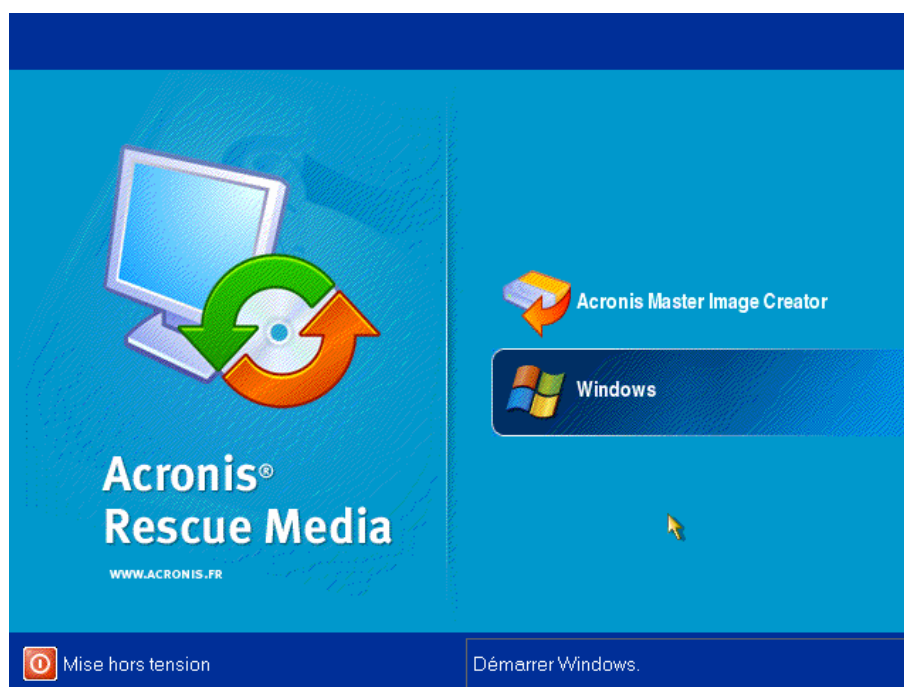 Acronis Master Image Creator
Windows
Acronis®
Rescue Media
WWW.ACRONIS.FR
Mise hors tension
Démarrer Windows.